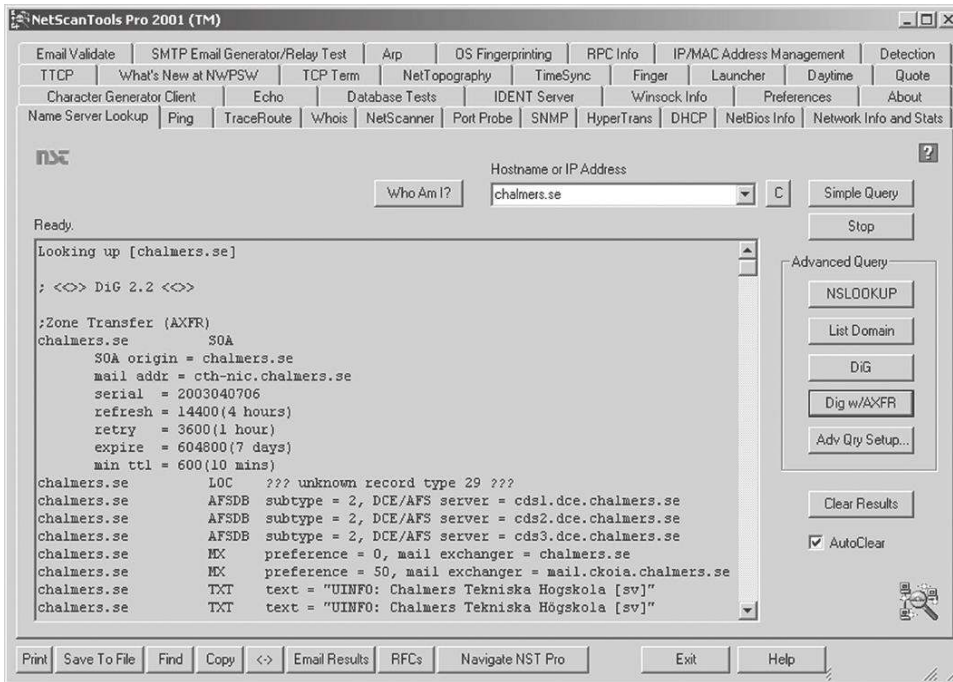 NetScanTools Pro 2001 (TM)
Email Validate SMTP Email Generator/Relay Test Arp OS Fingerprinting RPC Info IP/MAC Address Management Detection
TTCP What's New at NWPSW TCP Term NetTopography TimeSync Finger Launcher Daytime Quote
Character Generator Client Echo Database Tests IDENT Server Winsock Info Preferences About
Name Server Lookup Ping TraceRoute Whois NetScanner Port Probe SNMP HyperTrans DHCP NetBios Info Network Info and Stats
nst
?
Hostname or IP Address
Who Am I? chalmers.se C Simple Query
Ready.
Stop
Looking up [chalmers.se]
Advanced Query
; <<>> DiG 2.2 <<>>
NSLOOKUP
;Zone Transfer (AXFR)
List Domain
chalmers.se SOA
SOA origin = chalmers.se
DiG
mail addr = cth-nic.chalmers.se
serial = 2003040706
Dig w/AXFR
refresh = 14400(4 hours)
retry = 3600(1 hour)
Adv Qry Setup...
expire = 604800(7 days)
min ttl = 600(10 mins)
chalmers.se LOC ??? unknown record type 29 ???
chalmers.se AFSDB subtype = 2, DCE/AFS server = cds1.dce.chalmers.se
Clear Results
chalmers.se AFSDB subtype = 2, DCE/AFS server = cds2.dce.chalmers.se
chalmers.se AFSDB subtype = 2, DCE/AFS server = cds3.dce.chalmers.se
AutoClear
chalmers.se MX preference = 0, mail exchanger = chalmers.se
chalmers.se MX preference = 50, mail exchanger = mail.ckoia.chalmers.se
chalmers.se TXT text = "UINFO: Chalmers Tekniska Hogskola [sv]"
chalmers.se TXT text = "UINFO: Chalmers Tekniska Högskola [sv]"
Print Save To File Find Copy <-> Email Results RFCs Navigate NST Pro Exit Help